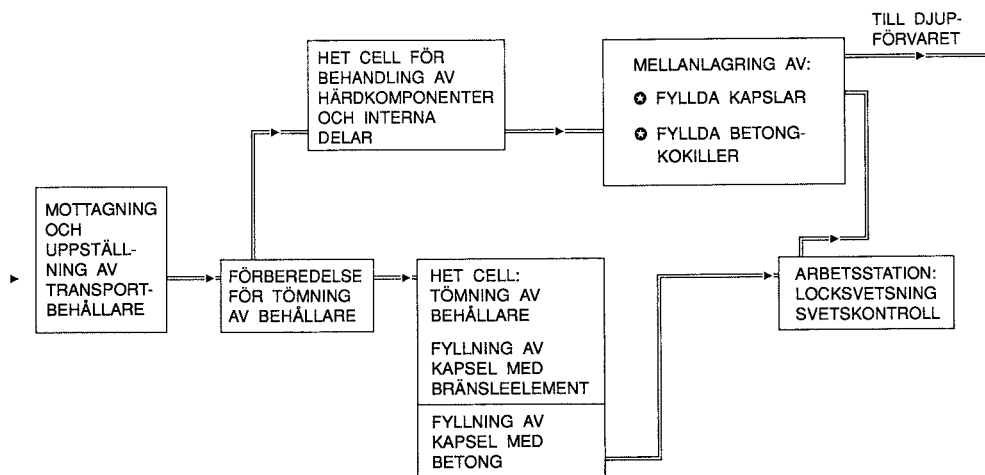 MOTTAGNING
OCH
UPPSTÄLL-
NING AV
TRANSPORT-
BEHÅLLARE
FÖRBEREDELSE
FÖR TÖMNING
AV BEHÅLLARE
HET CELL FÖR
BEHANDLING AV
HÄRDKOMPONENTER
OCH INTERNA
DELAR
HET CELL:
TÖMNING AV
BEHÅLLARE
FYLLNING AV
KAPSEL MED
BRÄNSLEELEMENT
FYLLNING AV
KAPSEL MED
BETONG
ARBETSSTATION:
LOCKSVETSNING
SVETSKONTROLL
MELLANLAGRING AV:
✪ FYLLDA KAPSLAR
✪ FYLLDA BETONG-
KOKILLER
TILL DJUP-
FÖRVARET